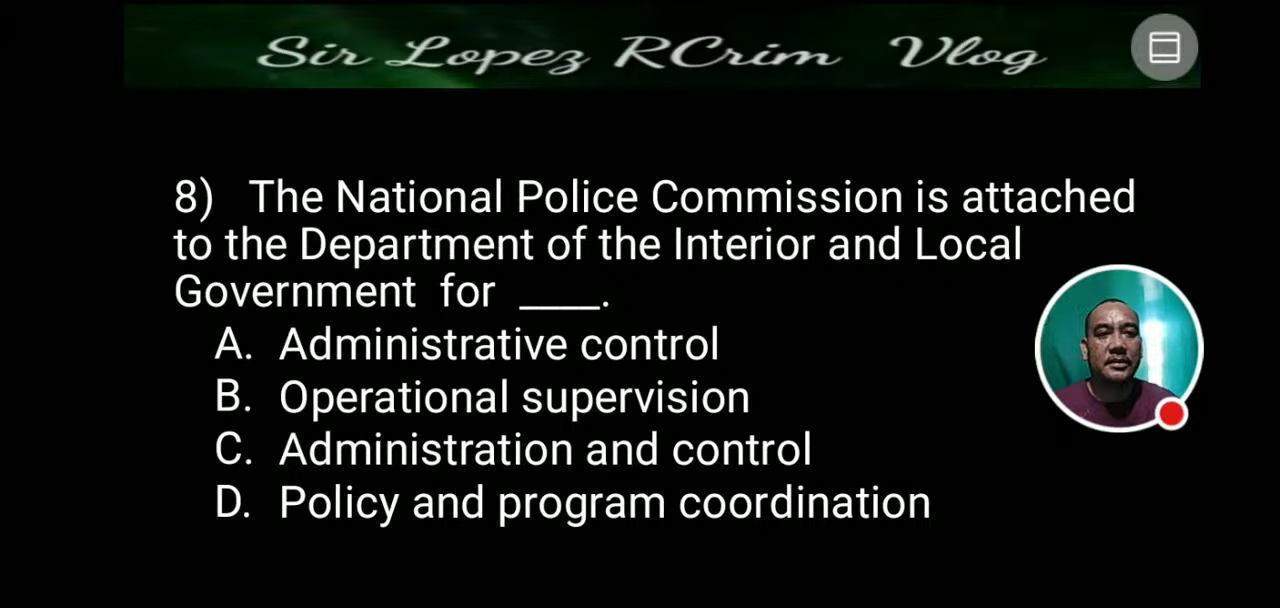 Sir Lopez RCrim Vlog
8) The National Police Commission is attached
to the Department of the Interior and Local
Government for ____.
A. Administrative control
B. Operational supervision
C. Administration and control
D. Policy and program coordination